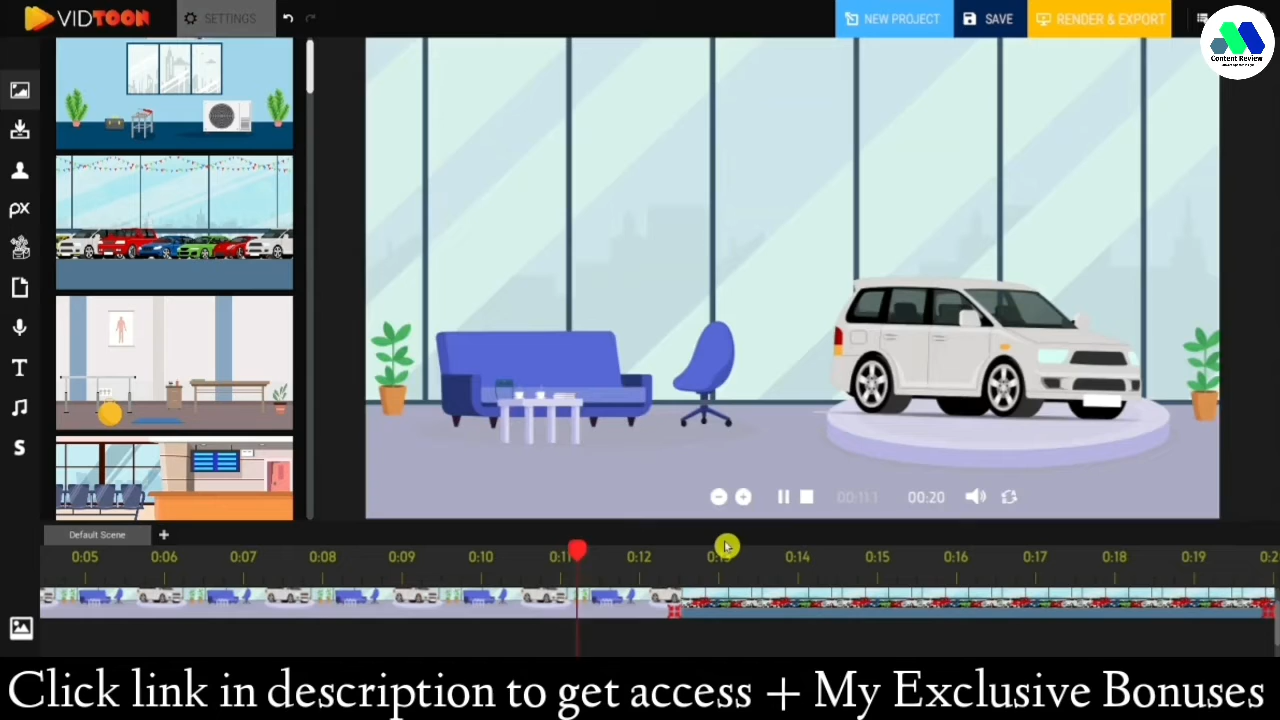 VIDTOON
SETTINGS
NEW PROJECT
SAVE
RENDER & EXPORT
Content Review
px
T
S
00:20
Default Scene
+
0:05 0:06 0:07 0:08 0:09 0:10 0:11 0:12 0:14 0:15 0:16 0:17 0:18 0:19
Click link in description to get access + My Exclusive Bonuses